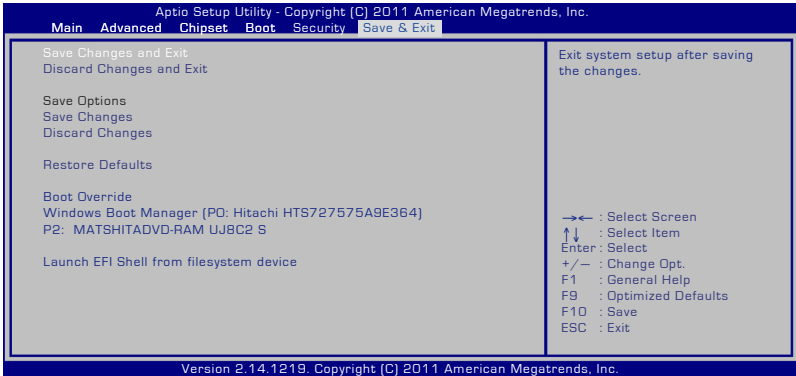 Aptio Setup Utility - Copyright (C) 2011 American Megatrends, Inc.
Main Advanced Chipset Boot Security Save & Exit
Save Changes and Exit
Discard Changes and Exit
Save Options
Save Changes
Discard Changes
Restore Defaults
Boot Override
Windows Boot Manager (P0: Hitachi HTS727575A9E364)
P2: MATSHITADVD-RAM UJ8C2 S
Launch EFI Shell from filesystem device
Exit system setup after saving
the changes.
→← : Select Screen
↑↓ : Select Item
Enter : Select
+/— : Change Opt.
F1 : General Help
F9 : Optimized Defaults
F10 : Save
ESC : Exit
Version 2.14.1219. Copyright (C) 2011 American Megatrends, Inc.